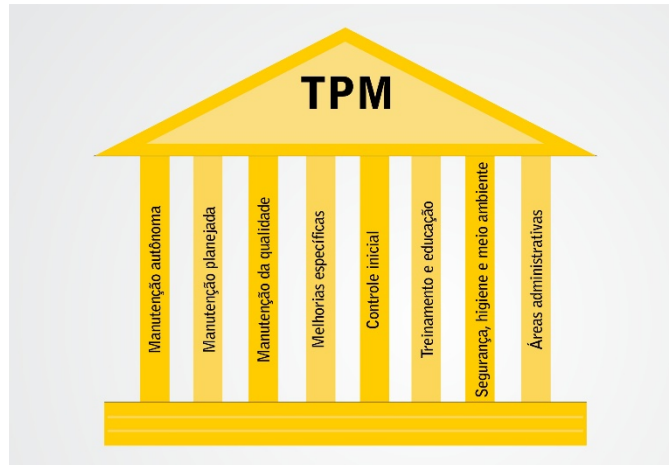 TPM
Manutenção autônoma
Manutenção planejada
Manutenção da qualidade
Melhorias específicas
Controle inicial
Treinamento e educação
Segurança, higiene e meio ambiente
Áreas administrativas